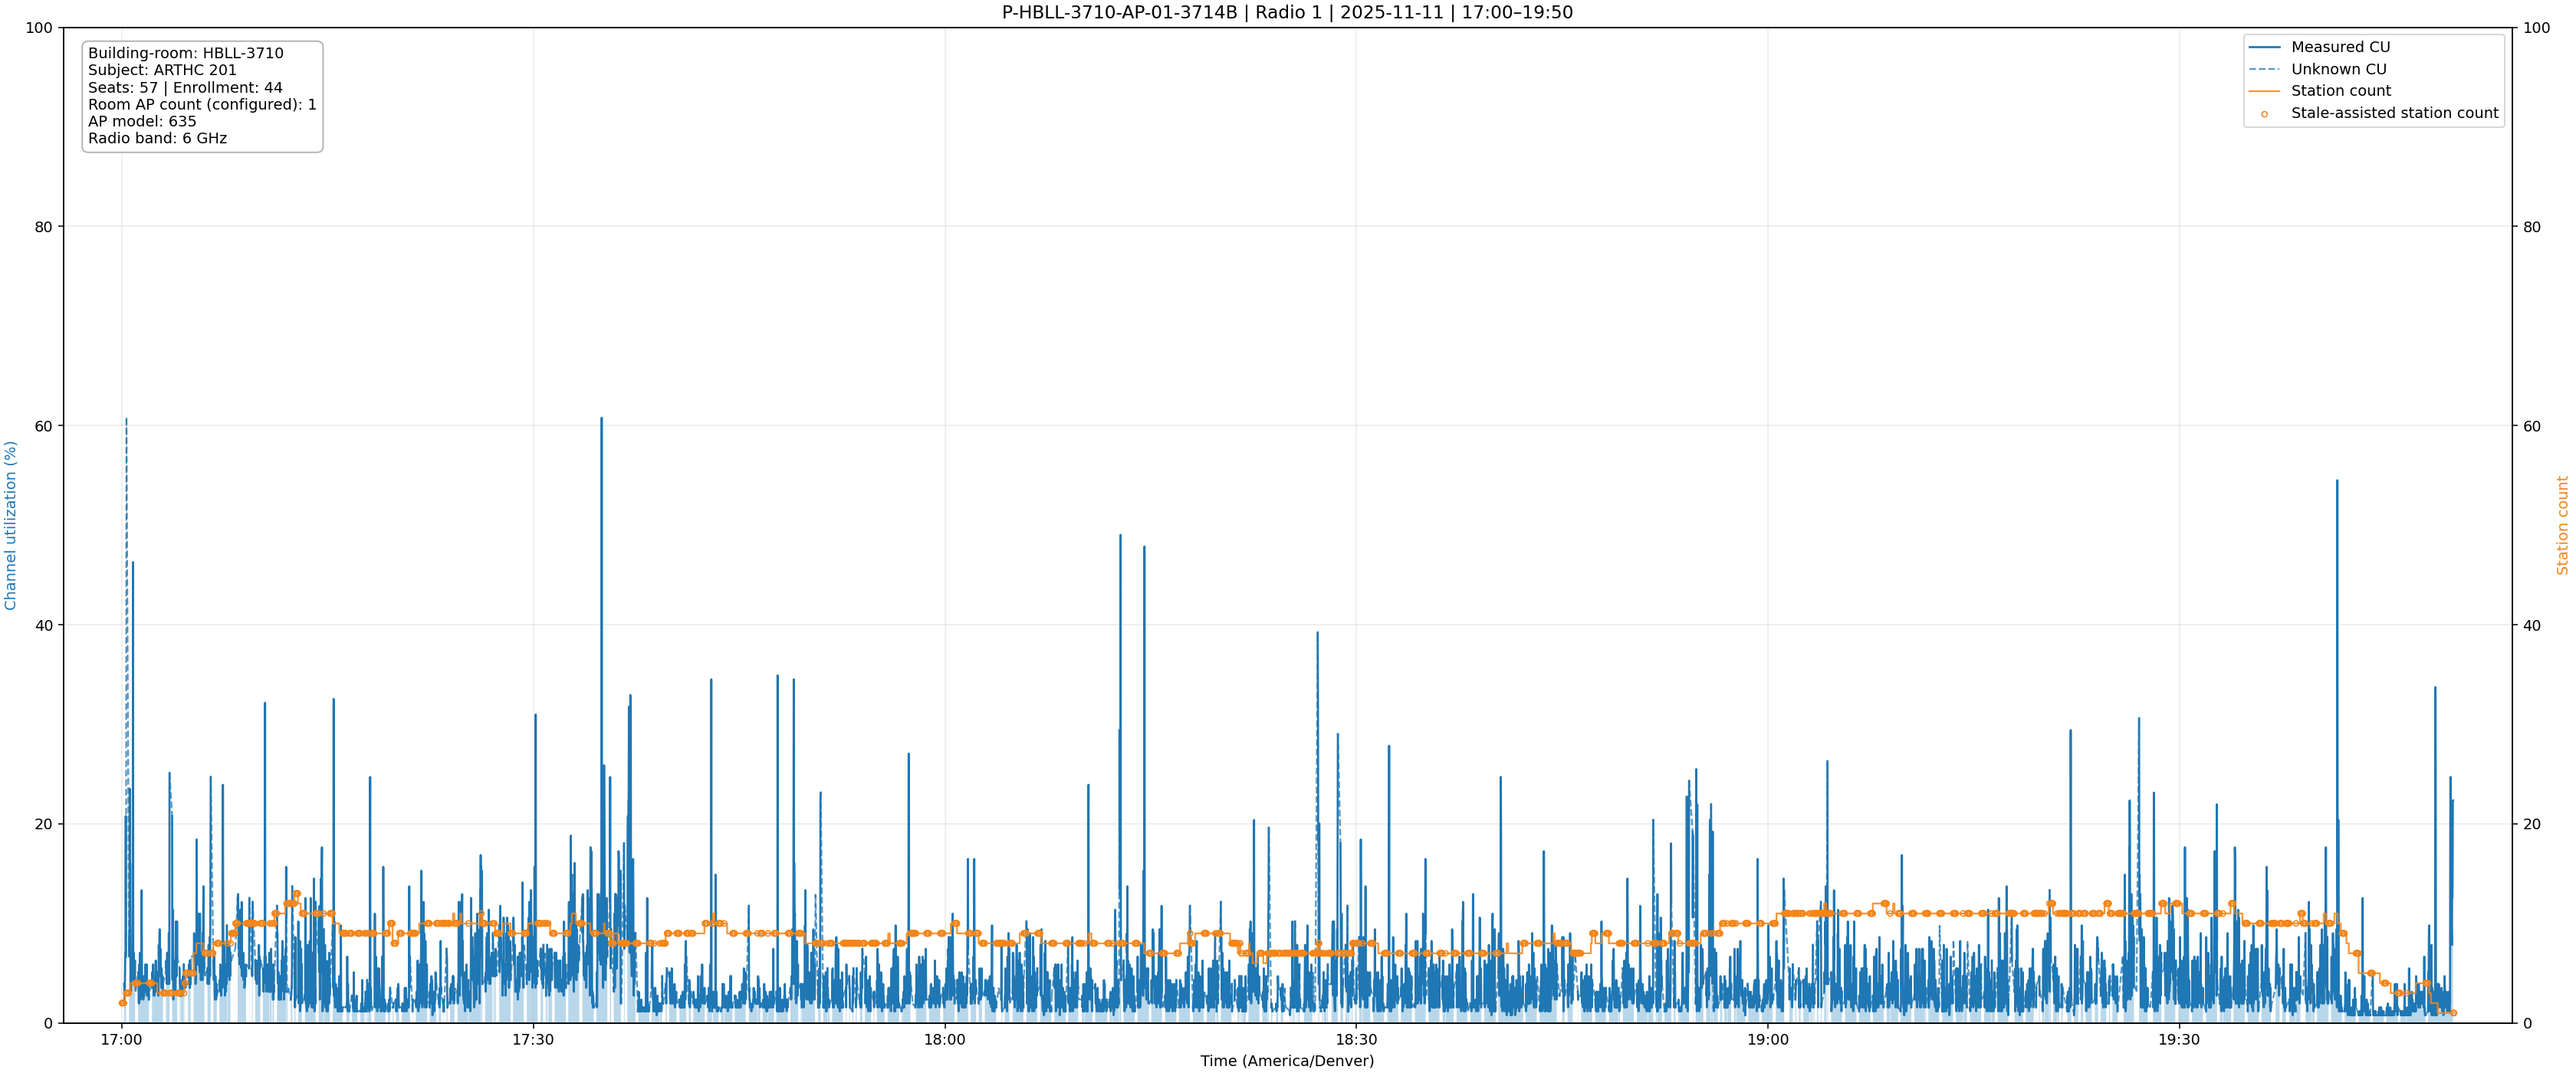 P-HBLL-3710-AP-01-3714B | Radio 1 | 2025-11-11 | 17:00–19:50
Building-room: HBLL-3710
Subject: ARTHC 201
Seats: 57 | Enrollment: 44
Room AP count (configured): 1
AP model: 635
Radio band: 6 GHz
Measured CU
Unknown CU
Station count
Stale-assisted station count
Channel utilization (%)
100
80
60
40
20
0
100
80
60
40
20
0
Station count
17:00
17:30
18:00
18:30
19:00
19:30
Time (America/Denver)